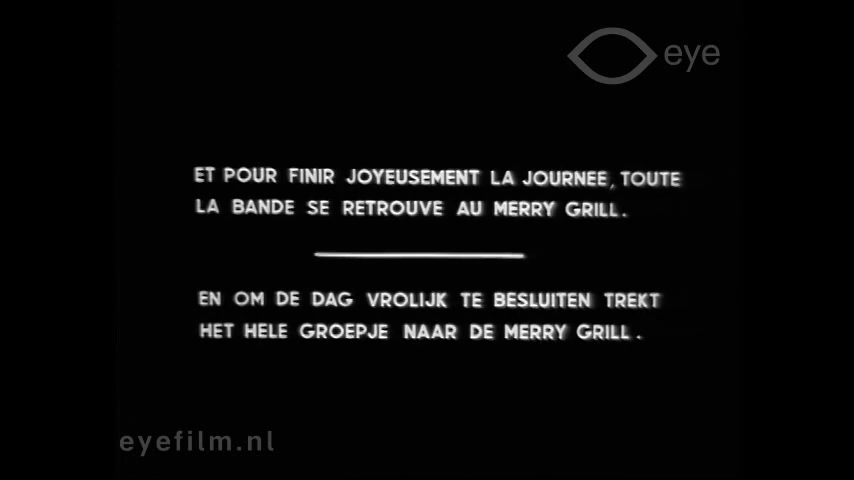 eye
ET POUR FINIR JOYEUSEMENT LA JOURNEE, TOUTE
LA BANDE SE RETROUVE AU MERRY GRILL.
EN OM DE DAG VROLIJK TE BESLUITEN TREKT
HET HELE GROEPJE NAAR DE MERRY GRILL.
eyefilm.nl